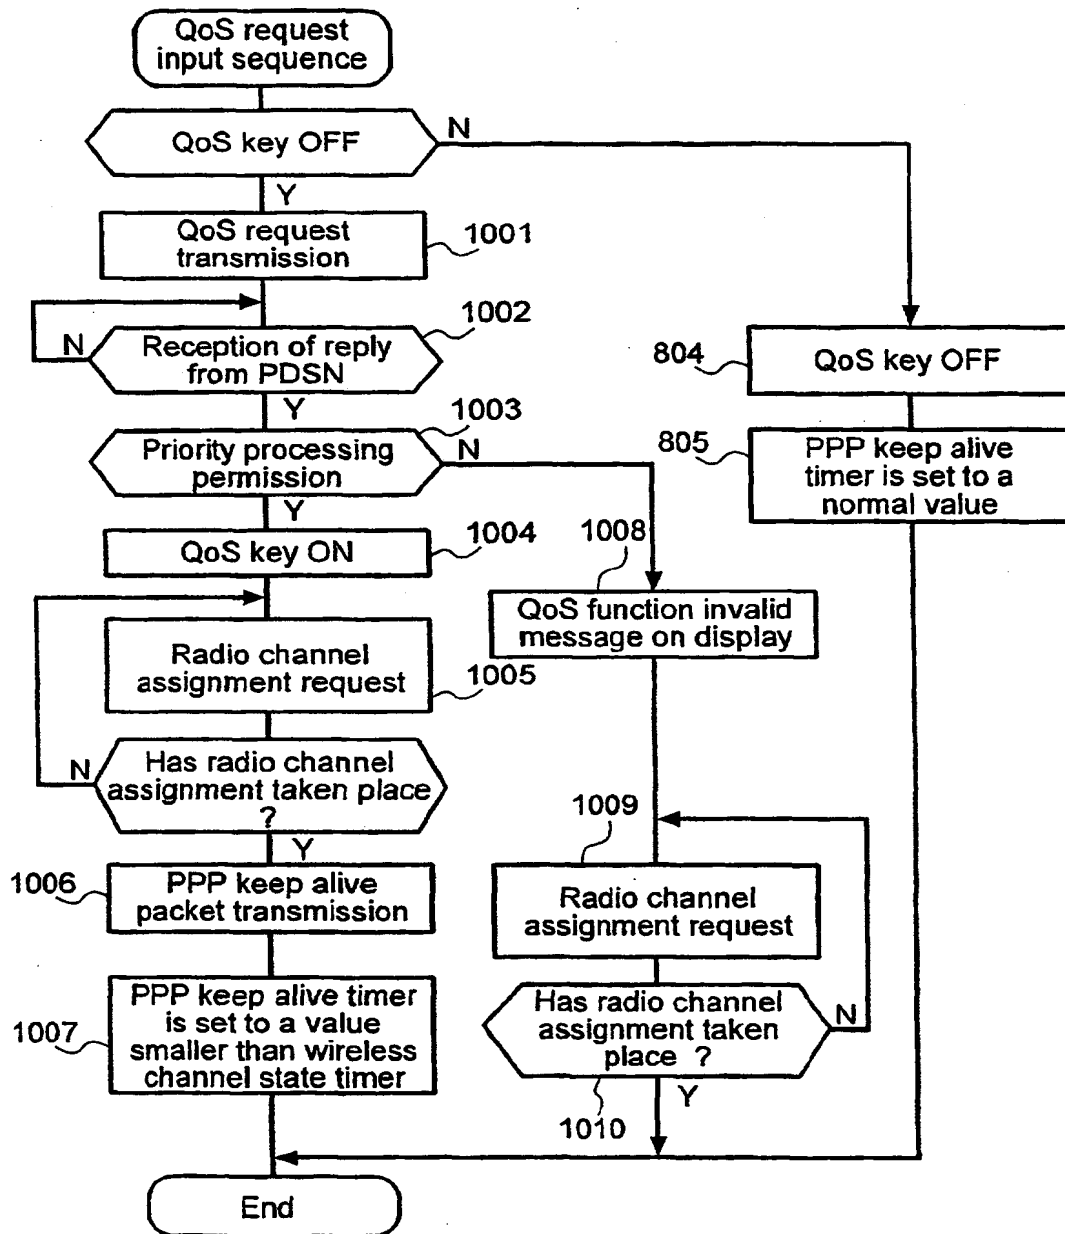 QoS request
input sequence
QoS key OFF
N
Y
QoS request
transmission
1001
1002
N
Reception of reply
from PDSN
Y
1003
Priority processing
permission
N
Y
QoS key ON
1004
Radio channel
assignment request
1005
N
Has radio channel
assignment taken place
?
Y
1006
PPP keep alive
packet transmission
1007
PPP keep alive timer
is set to a value
smaller than wireless
channel state timer
End
1008
QoS function invalid
message on display
1009
Radio channel
assignment request
Has radio channel
assignment taken
place ?
N
Y
1010
804
QoS key OFF
805
PPP keep alive
timer is set to a
normal value